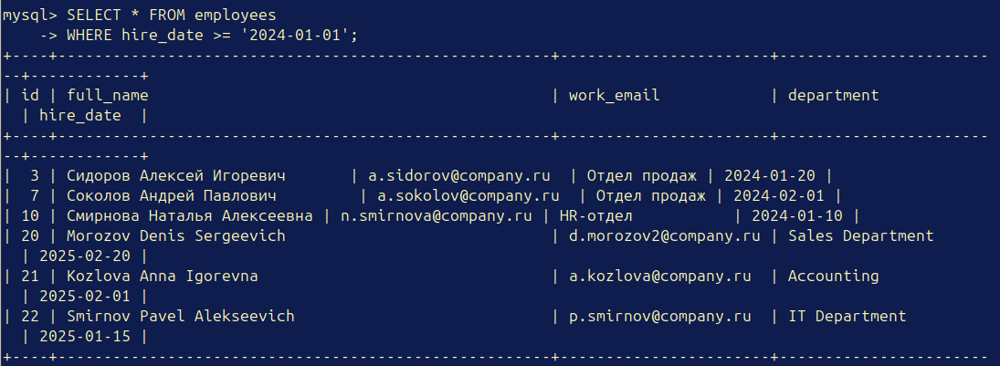 mysql> SELECT * FROM employees
    -> WHERE hire_date >= '2024-01-01';
+----+------------------------------------------------------+-----------------------+------------------------
--+------------+
| id | full_name                                            | work_email            | department
  | hire_date  |
+----+------------------------------------------------------+-----------------------+------------------------
--+------------+
|  3 | Сидоров Алексей Игоревич       | a.sidorov@company.ru  | Отдел продаж | 2024-01-20 |
|  7 | Соколов Андрей Павлович         | a.sokolov@company.ru  | Отдел продаж | 2024-02-01 |
| 10 | Смирнова Наталья Алексеевна | n.smirnova@company.ru | HR-отдел           | 2024-01-10 |
| 20 | Morozov Denis Sergeevich                             | d.morozov2@company.ru | Sales Department
  | 2025-02-20 |
| 21 | Kozlova Anna Igorevna                                | a.kozlova@company.ru  | Accounting
  | 2025-02-01 |
| 22 | Smirnov Pavel Alekseevich                            | p.smirnov@company.ru  | IT Department
  | 2025-01-15 |
+----+------------------------------------------------------+-----------------------+------------------------